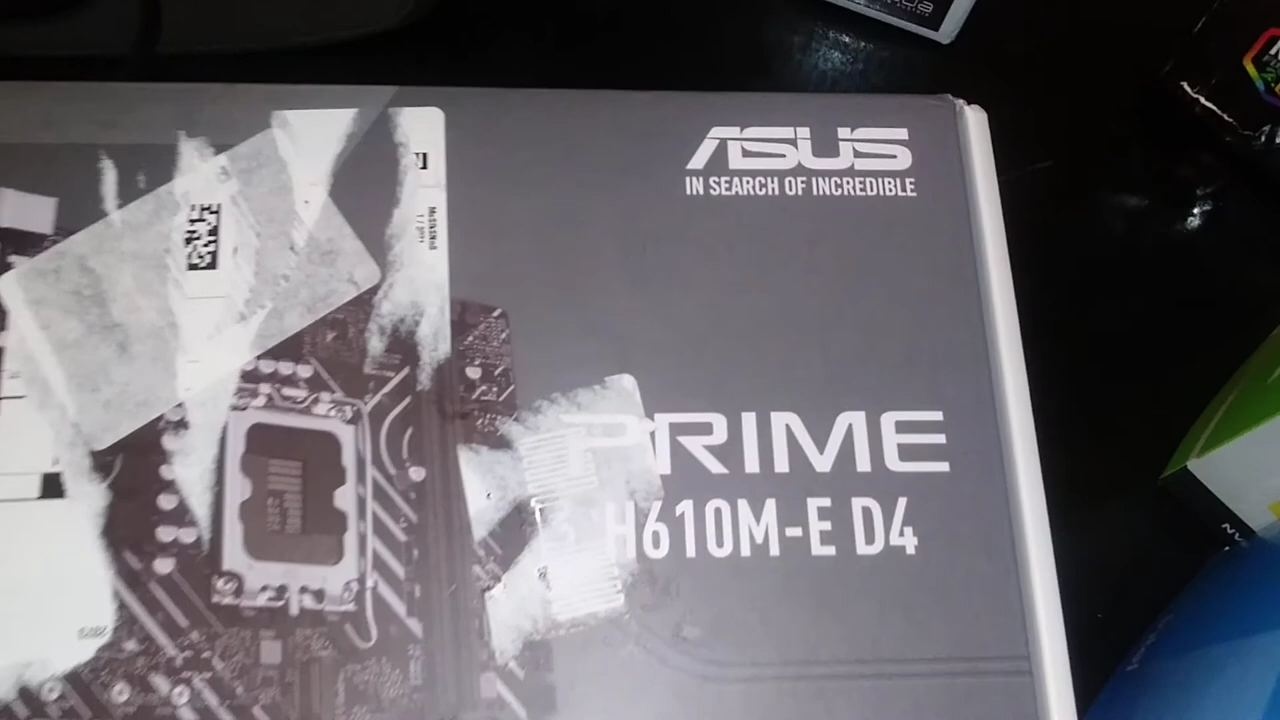 ASUS
IN SEARCH OF INCREDIBLE
PRIME
H610M-E D4